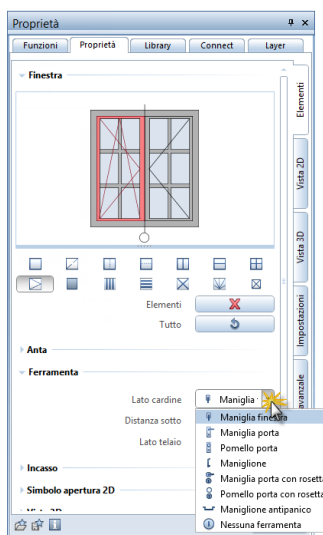 Proprietà
Funzioni Proprietà Library Connect Layer
Finestra
Elementi
Vista 2D
Vista 3D
Impostazioni
Elementi
Tutto
Anta
Ferramenta
Lato cardine Maniglia
Distanza sotto Maniglia finestra
Lato telaio Maniglia porta
Pomello porta
Maniglione
Incasso Maniglia porta con rosetta
Simbolo apertura 2D Pomello porta con rosetta
Maniglione antipanico
Nessuna ferramenta